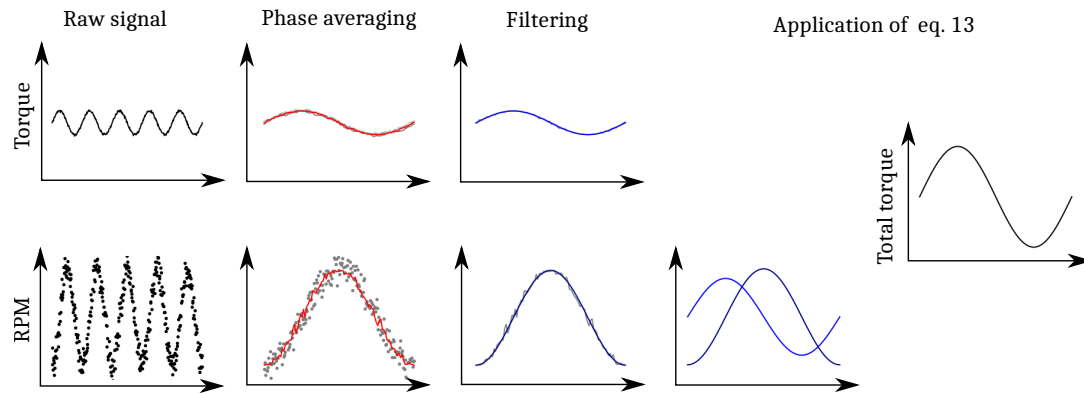 Raw signal
Phase averaging
Filtering
Application of eq. 13
Torque
Total torque
RPM